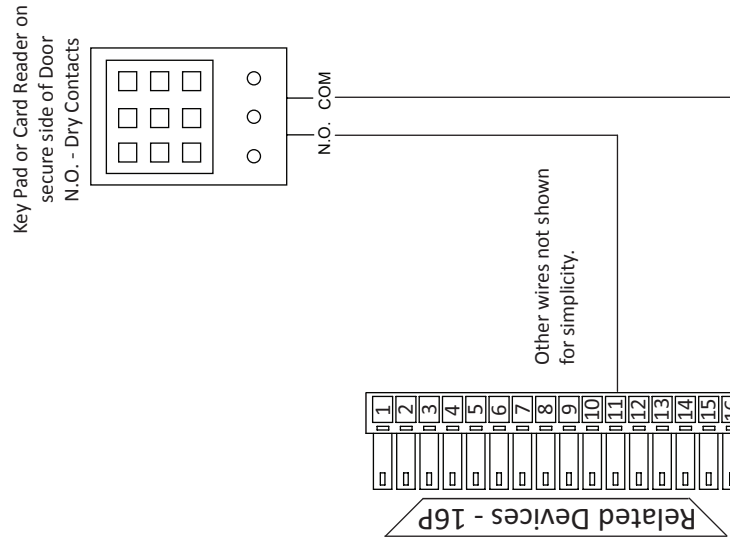 Key Pad or Card Reader on
secure side of Door
N.O. - Dry Contacts
N.O.
COM
Other wires not shown
for simplicity.
1
2
3
4
5
6
7
8
9
10
11
12
13
14
15
16
Related Devices - 16P